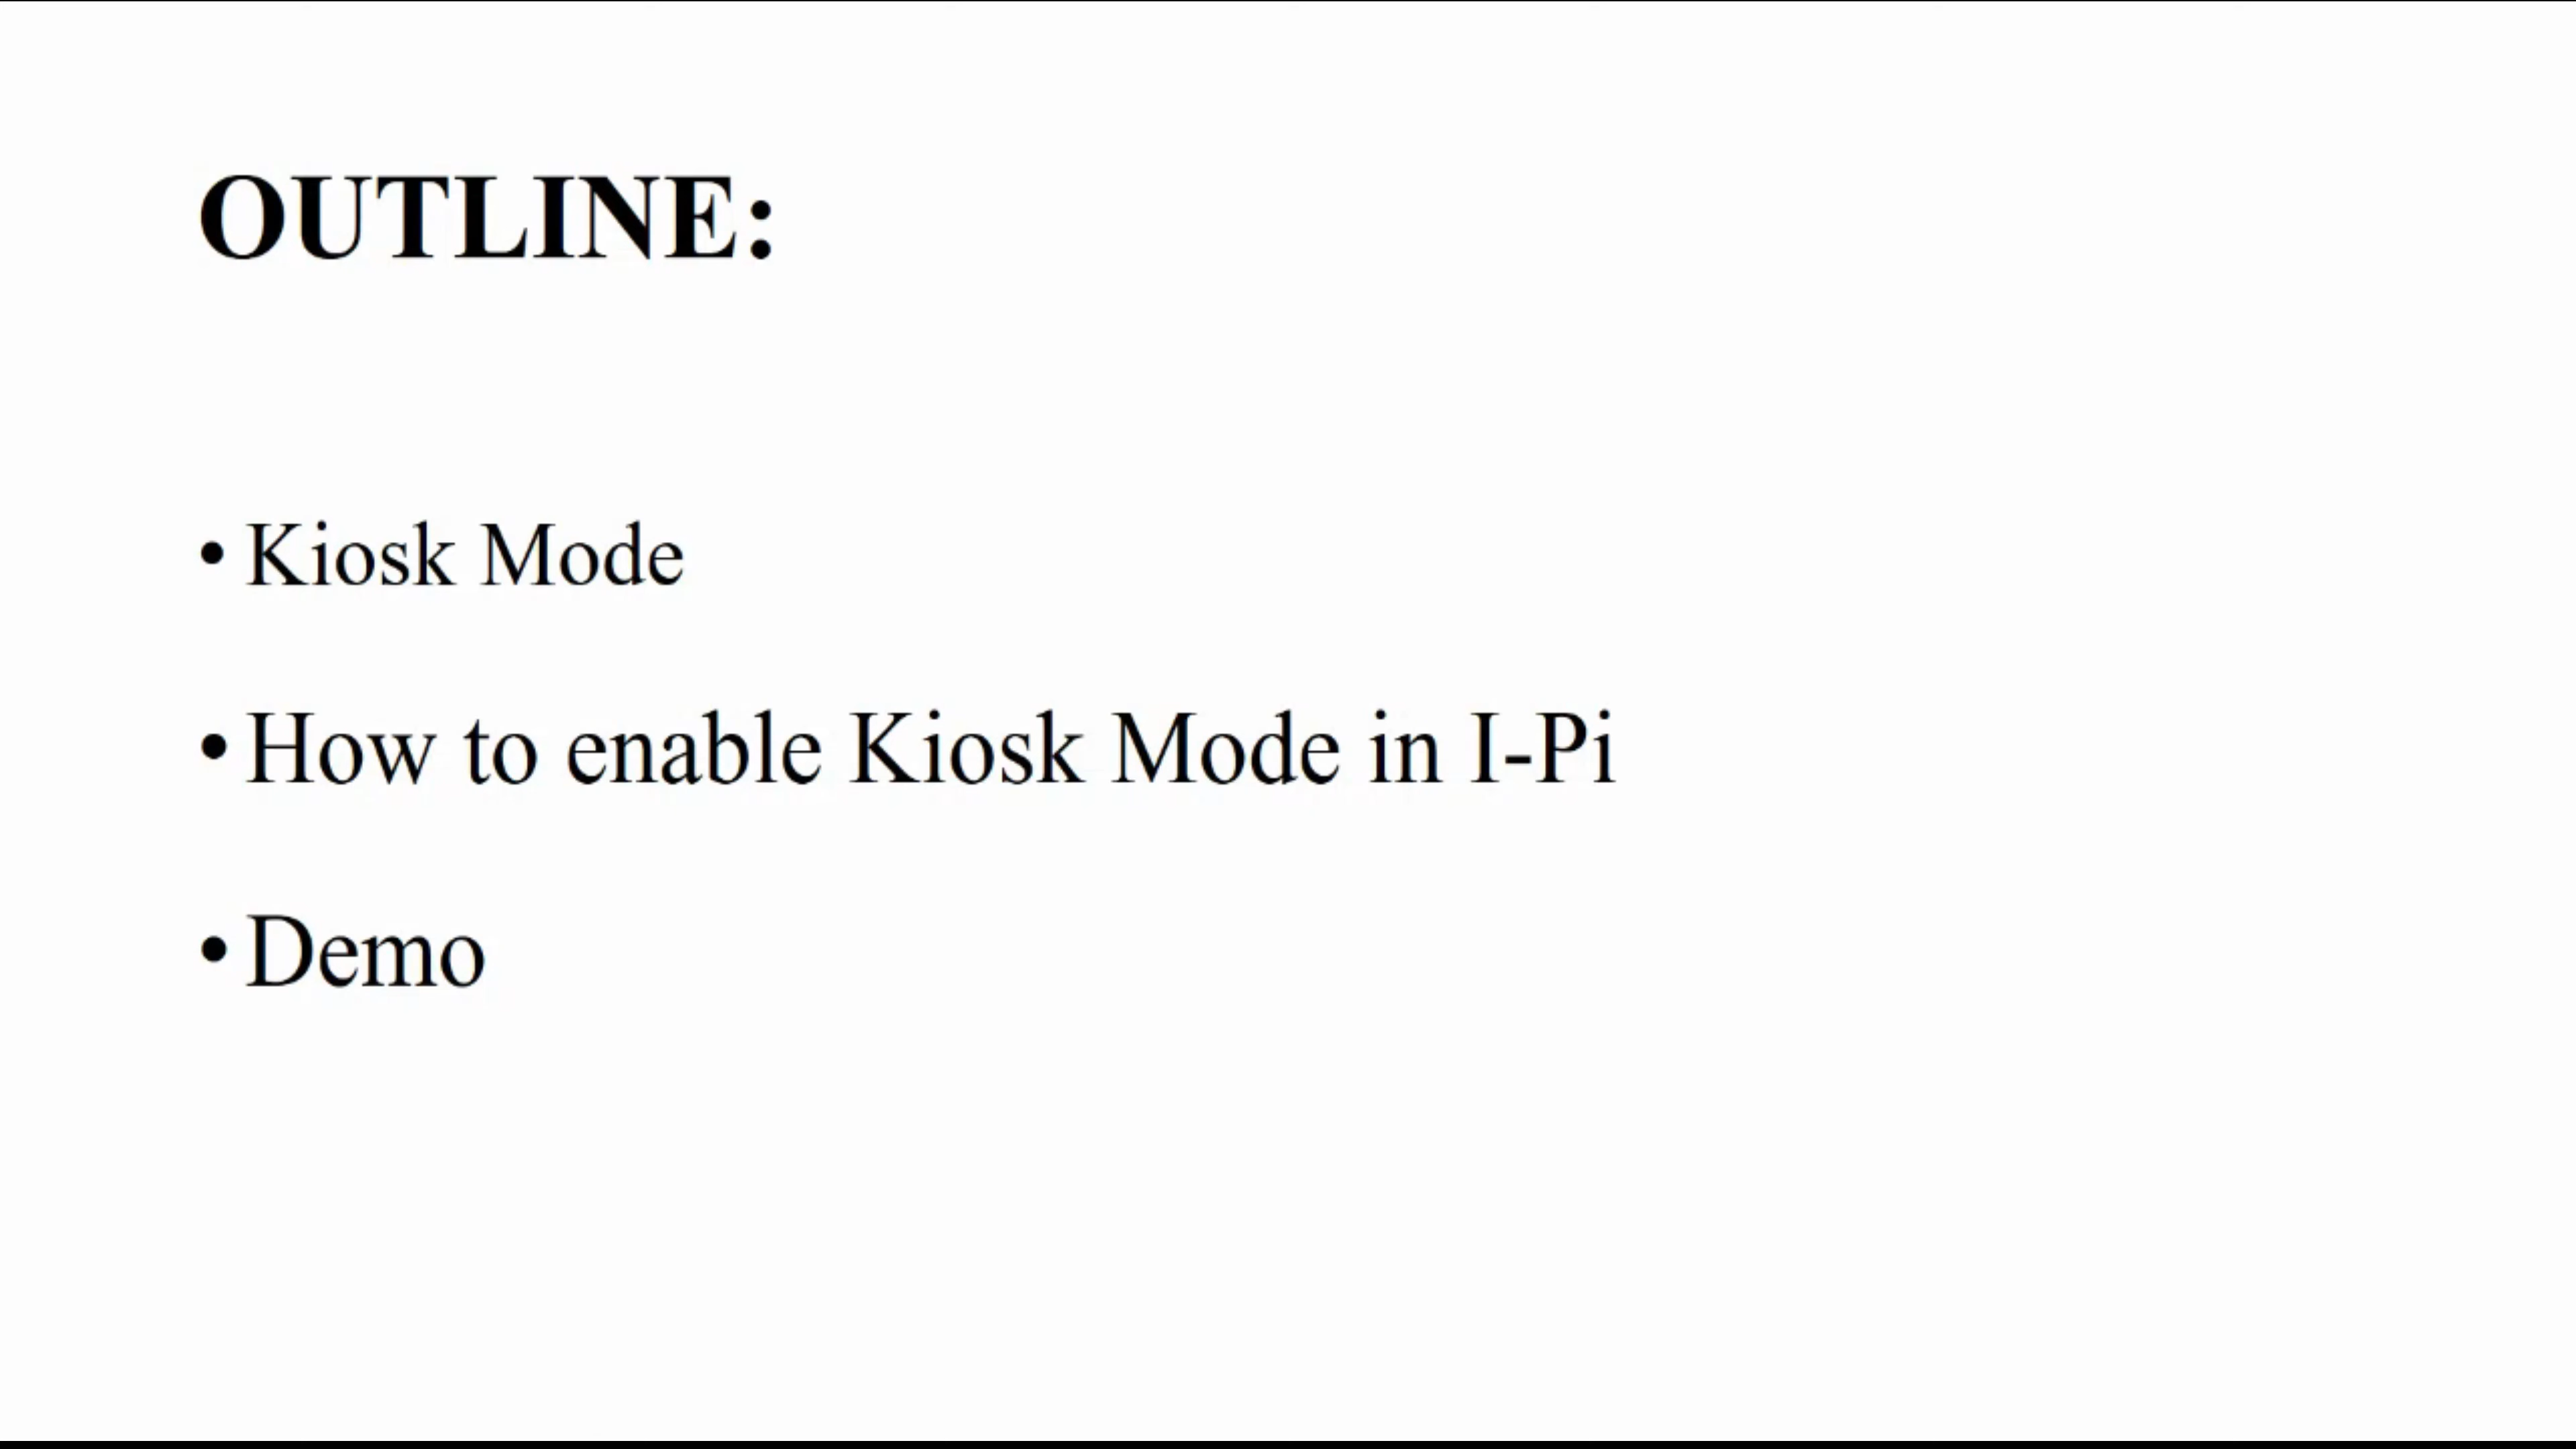 OUTLINE:
• Kiosk Mode
• How to enable Kiosk Mode in I-Pi
• Demo